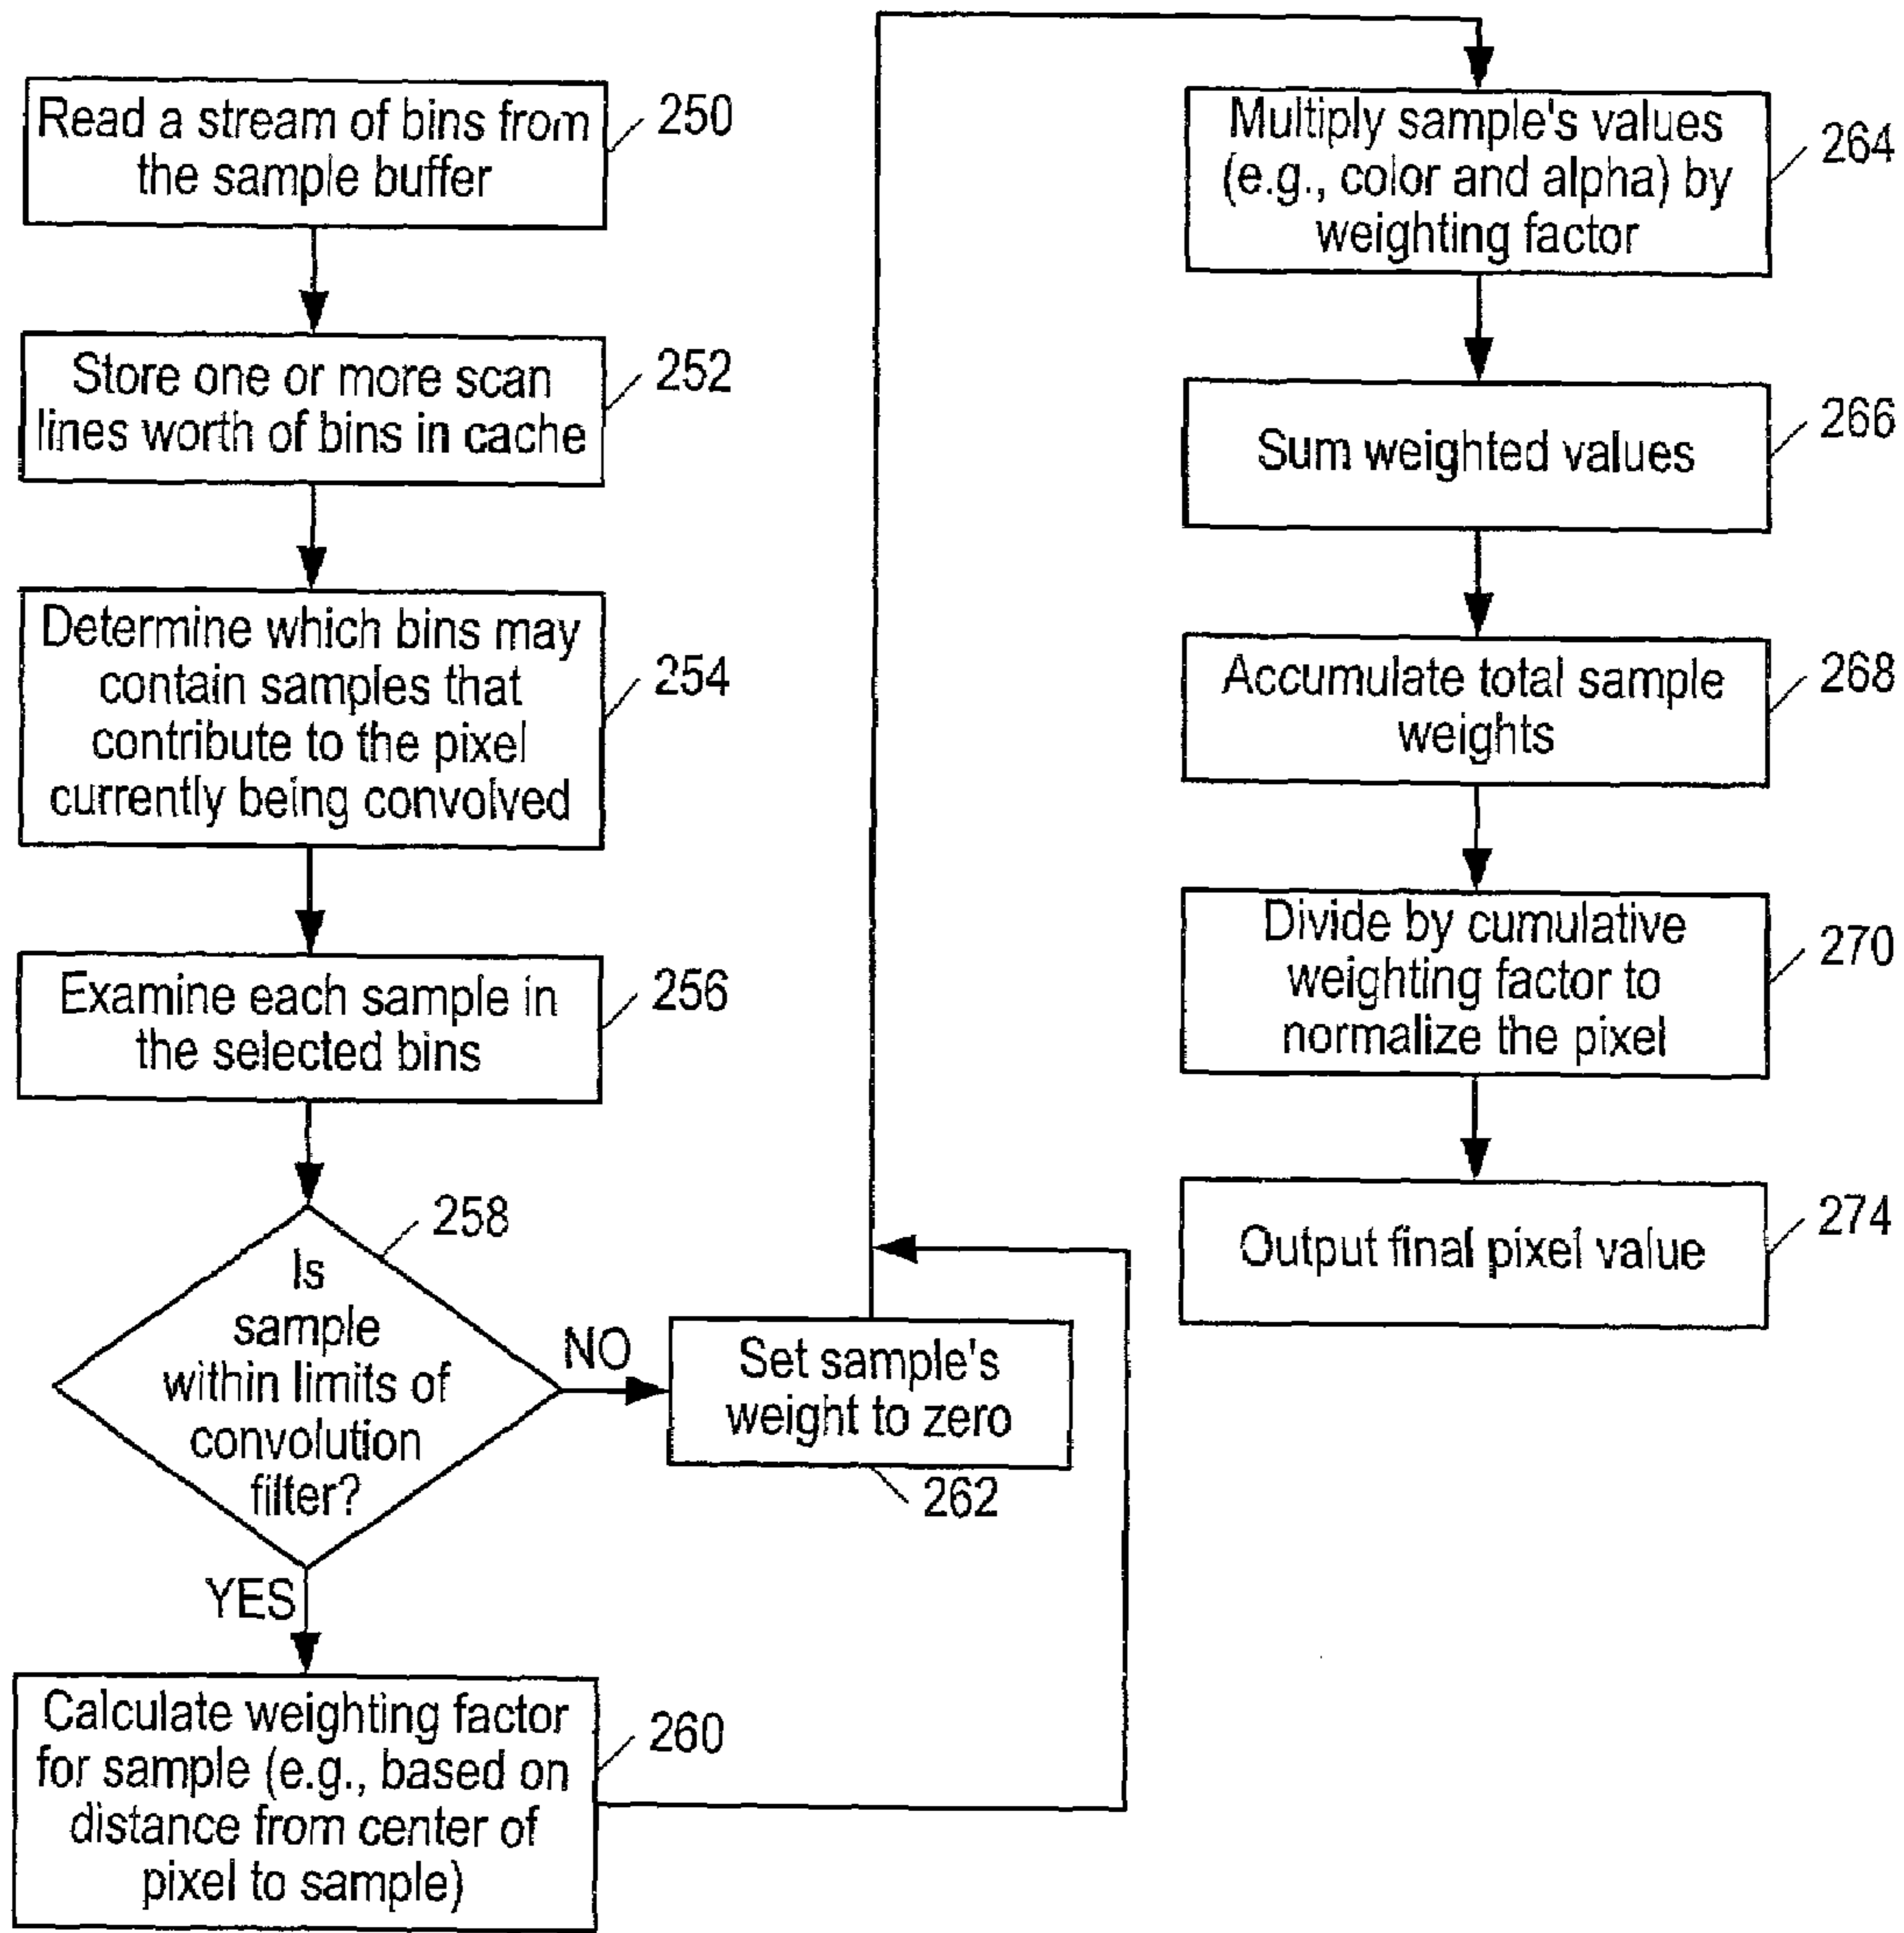 Read a stream of bins from
the sample buffer
250
Store one or more scan
lines worth of bins in cache
252
Determine which bins may
contain samples that
contribute to the pixel
currently being convolved
254
Examine each sample in
the selected bins
256
258
Is
sample
within limits of
convolution
filter?
NO
Set sample's
weight to zero
262
YES
Calculate weighting factor
for sample (e.g., based on
distance from center of
pixel to sample)
260
Multiply sample's values
(e.g., color and alpha) by
weighting factor
264
Sum weighted values
266
Accumulate total sample
weights
268
Divide by cumulative
weighting factor to
normalize the pixel
270
Output final pixel value
274